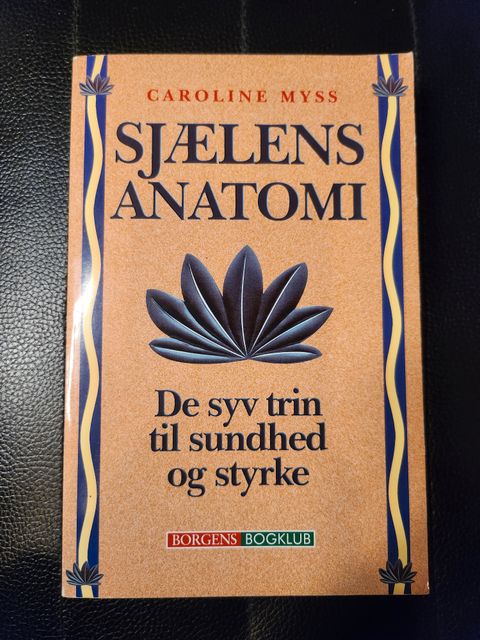 CAROLINE MYSS
SJÆLENS
ANATOMI
De syv trin
til sundhed
og styrke
BORGENS BOGKLUB